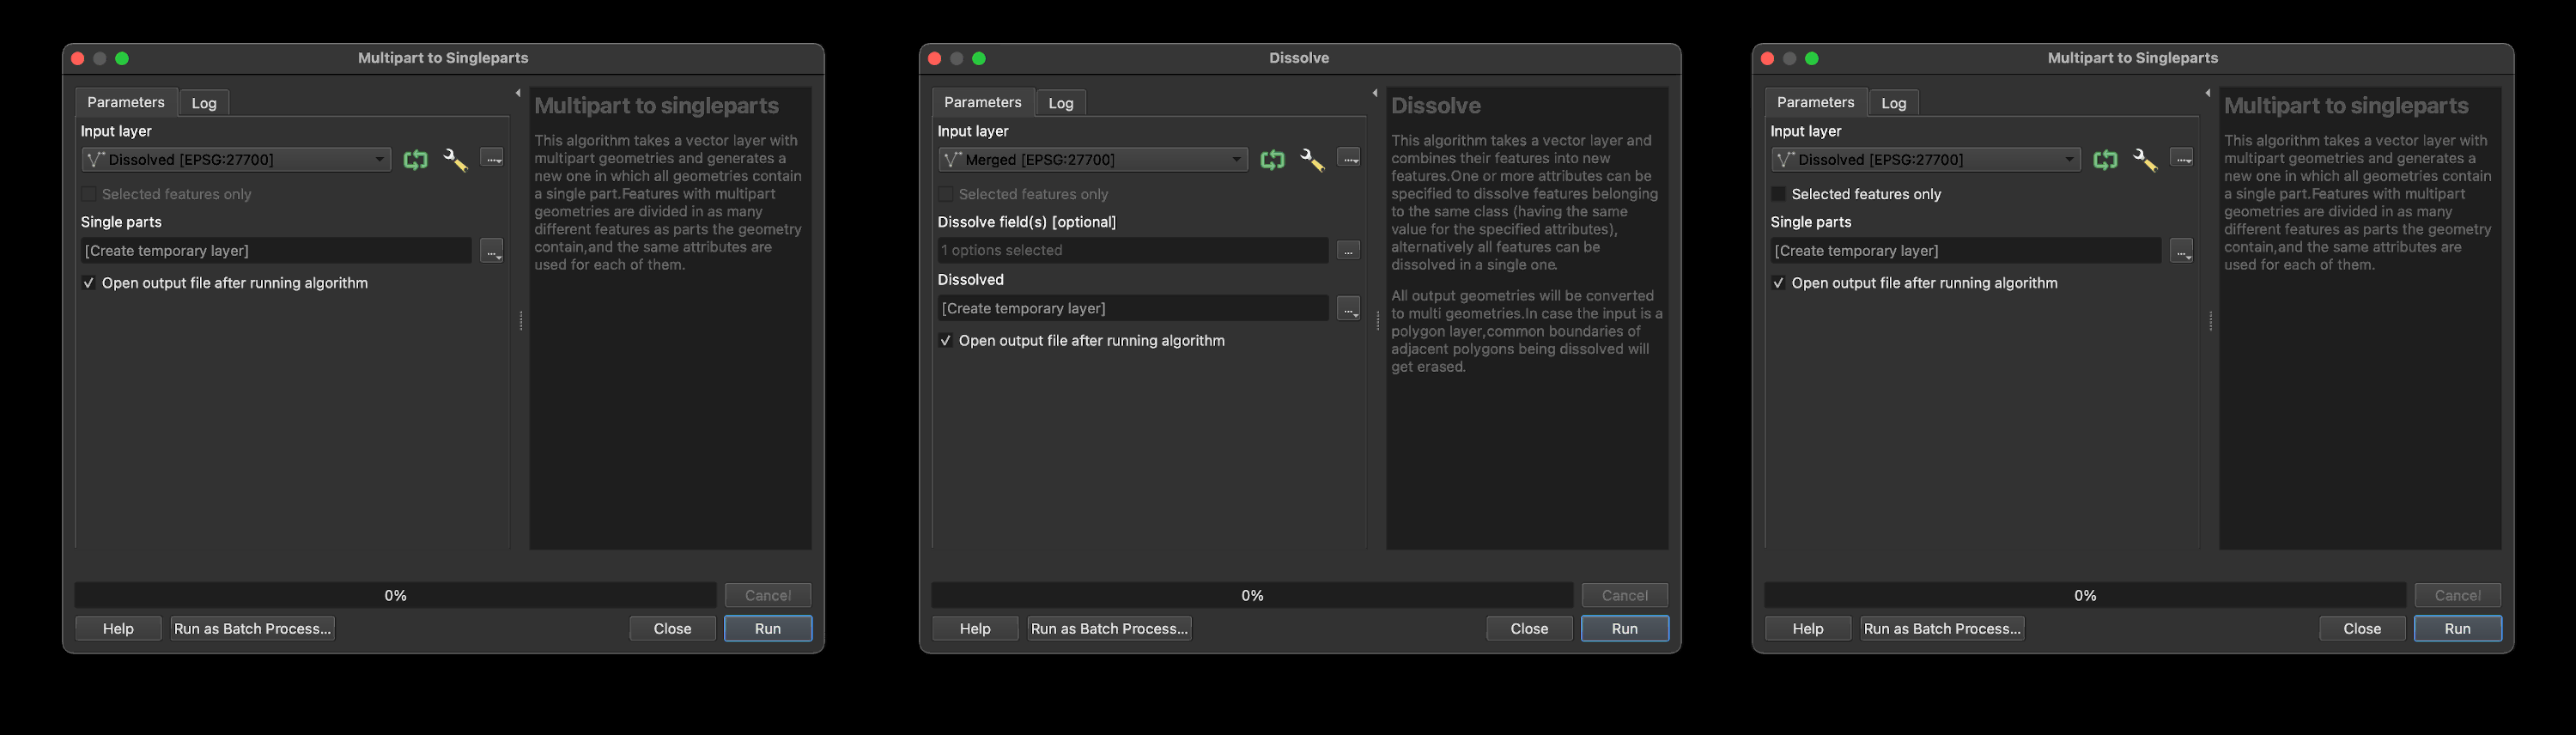 Multipart to Singleparts
Parameters
Log
Input layer
Dissolved [EPSG:27700]
...
Selected features only
Single parts
[Create temporary layer]
...
Open output file after running algorithm
Multipart to singleparts
This algorithm takes a vector layer with
multipart geometries and generates a
new one in which all geometries contain
a single part.Features with multipart
geometries are divided in as many
different features as parts the geometry
contain,and the same attributes are
used for each of them.
0%
Cancel
Help
Run as Batch Process...
Close
Run
Dissolve
Parameters
Log
Input layer
Merged [EPSG:27700]
...
Selected features only
Dissolve field(s) [optional]
1 options selected
...
Dissolved
[Create temporary layer]
...
Open output file after running algorithm
Dissolve
This algorithm takes a vector layer and
combines their features into new
features.One or more attributes can be
specified to dissolve features belonging
to the same class (having the same
value for the specified attributes),
alternatively all features can be
dissolved in a single one.
All output geometries will be converted
to multi geometries.In case the input is a
polygon layer,common boundaries of
adjacent polygons being dissolved will
get erased.
0%
Cancel
Help
Run as Batch Process...
Close
Run
Multipart to Singleparts
Parameters
Log
Input layer
Dissolved [EPSG:27700]
...
Selected features only
Single parts
[Create temporary layer]
...
Open output file after running algorithm
Multipart to singleparts
This algorithm takes a vector layer with
multipart geometries and generates a
new one in which all geometries contain
a single part.Features with multipart
geometries are divided in as many
different features as parts the geometry
contain,and the same attributes are
used for each of them.
0%
Cancel
Help
Run as Batch Process...
Close
Run